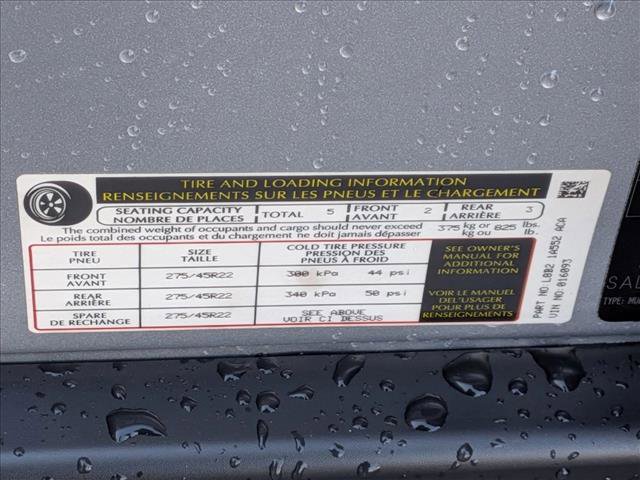 TIRE AND LOADING INFORMATION
RENSEIGNEMENTS SUR LES PNEUS ET LE CHARGEMENT
SEATING CAPACITY
NOMBRE DE PLACES
TOTAL 5
FRONT
AVANT 2
REAR
ARRIÈRE 3
The combined weight of occupants and cargo should never exceed 375 kg or 825 lbs.
Le poids total des occupants et du chargement ne doit jamais dépasser kg ou lb.
TIRE
PNEU
SIZE
TAILLE
COLD TIRE PRESSURE
PRESSION DES
PNEUS À FROID
FRONT
AVANT
275/45R22
300 kPa 44 psi
REAR
ARRIÈRE
275/45R22
340 kPa 50 psi
SPARE
DE RECHANGE
275/45R22
SEE ABOVE
VOIR CI DESSUS
SEE OWNER'S
MANUAL FOR
ADDITIONAL
INFORMATION
VOIR LE MANUEL
DE L'USAGER
POUR PLUS DE
RENSEIGNEMENTS
PART NO L8B2 1A552 ACA
VIN NO 016093
SAL
TYPE: MU